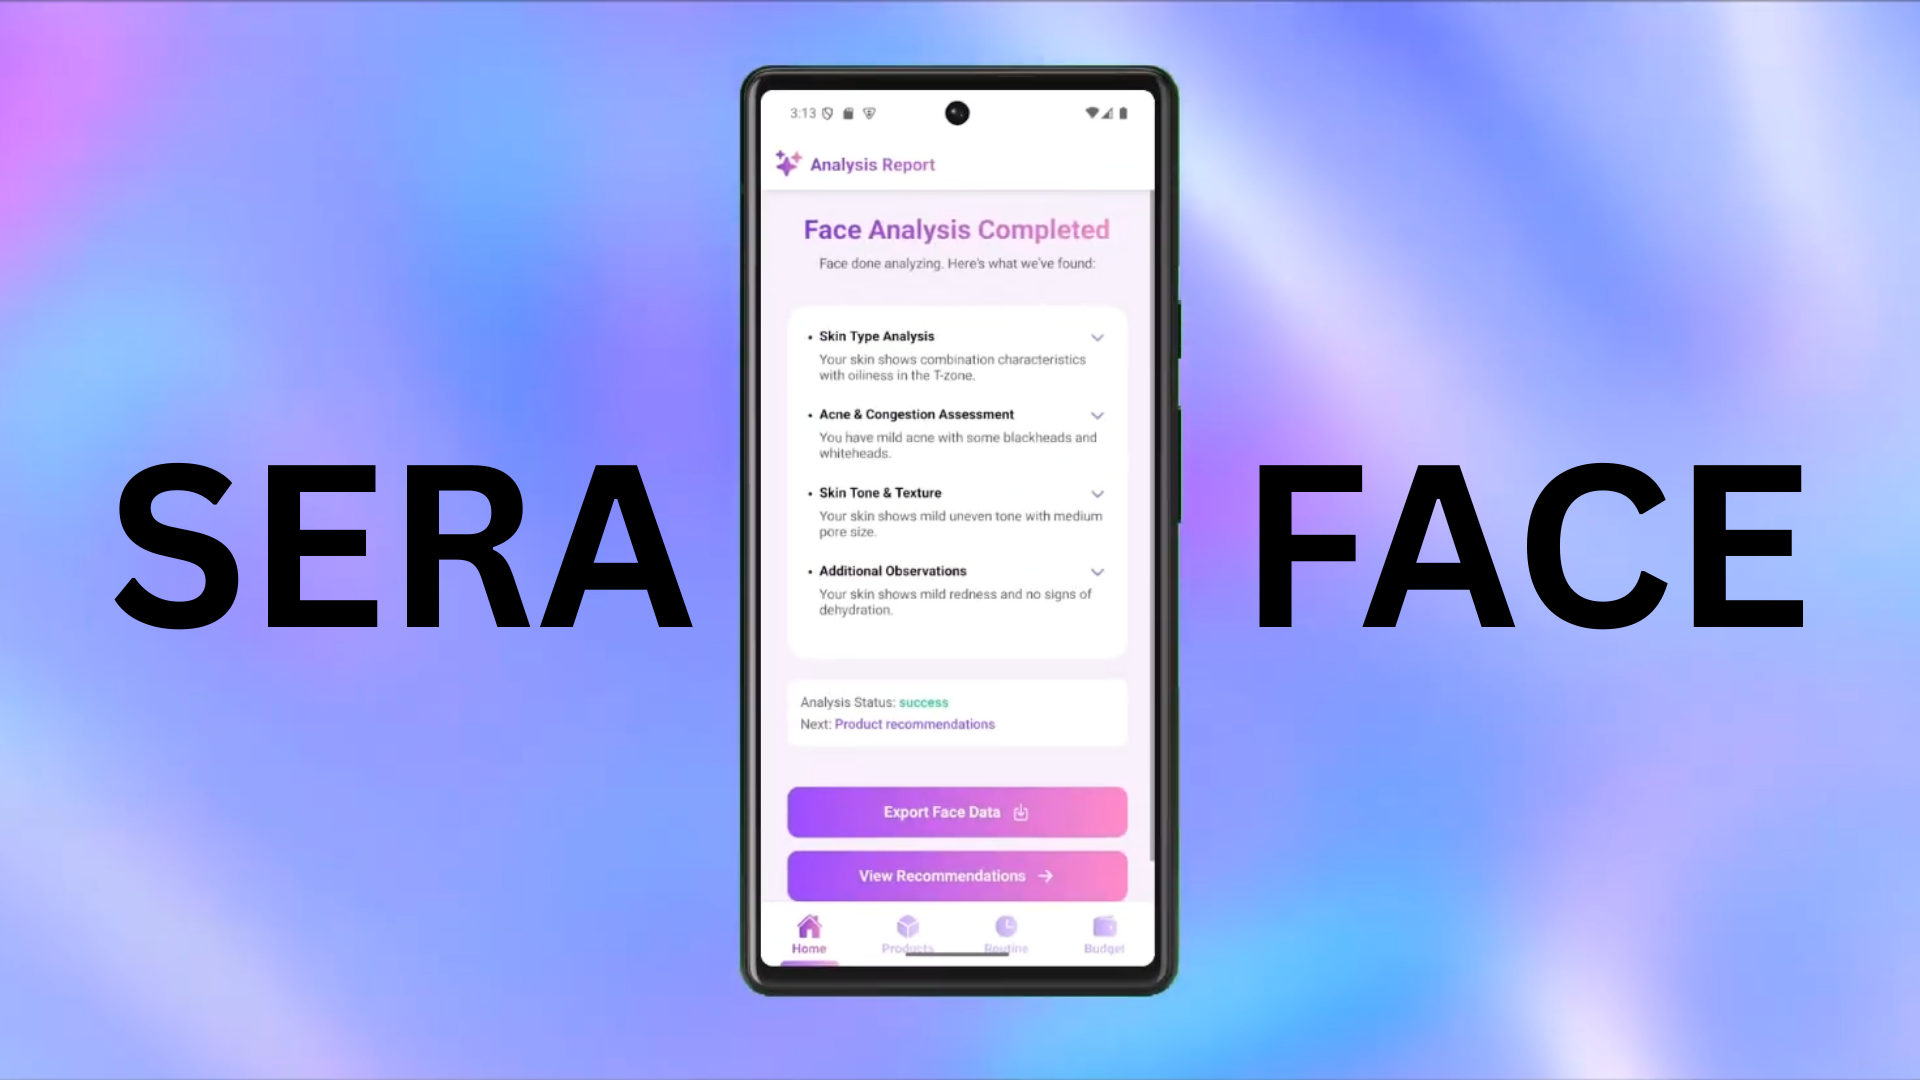 SERA
FACE
3:13
Analysis Report
Face Analysis Completed
Face done analyzing. Here's what we've found:
• Skin Type Analysis
Your skin shows combination characteristics
with oiliness in the T-zone.
• Acne & Congestion Assessment
You have mild acne with some blackheads and
whiteheads.
• Skin Tone & Texture
Your skin shows mild uneven tone with medium
pore size.
• Additional Observations
Your skin shows mild redness and no signs of
dehydration.
Analysis Status: success
Next: Product recommendations
Export Face Data
View Recommendations
Home
Products
Routine
Budget